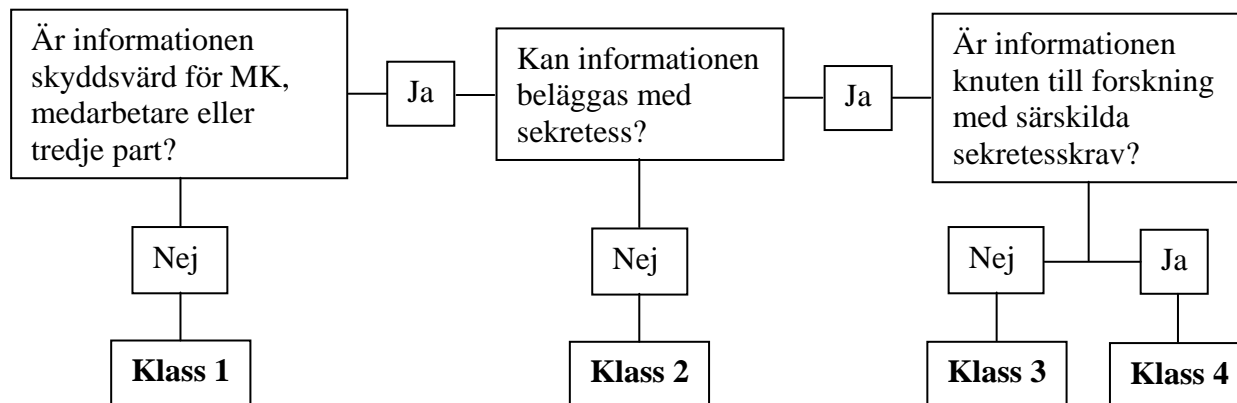 Är informationen
skyddsvärd för MK,
medarbetare eller
tredje part?
Ja
Kan informationen
beläggas med
sekretess?
Ja
Är informationen
knuten till forskning
med särskilda
sekretesskrav?
Nej
Nej
Nej
Ja
Klass 1
Klass 2
Klass 3
Klass 4